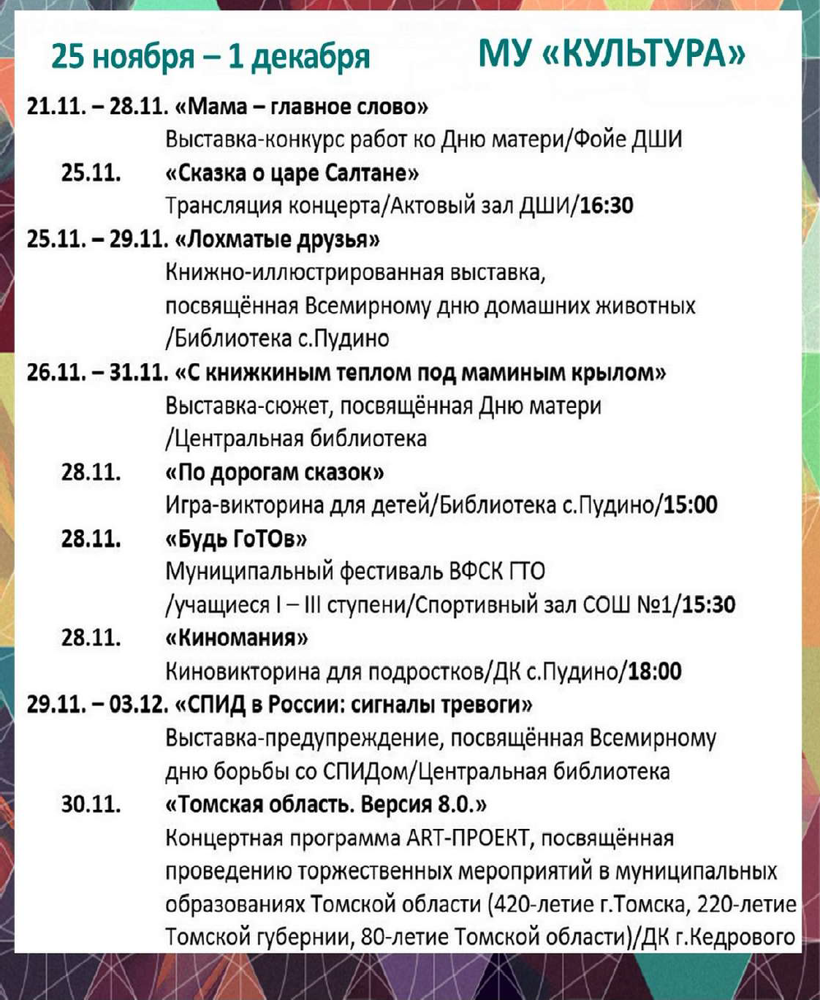 25 ноября – 1 декабря МУ «КУЛЬТУРА»
21.11. – 28.11. «Мама – главное слово»
Выставка-конкурс работ ко Дню матери/Фойе ДШИ
25.11. «Сказка о царе Салтане»
Трансляция концерта/Актовый зал ДШИ/16:30
25.11. – 29.11. «Лохматые друзья»
Книжно-иллюстрированная выставка,
посвящённая Всемирному дню домашних животных
/Библиотека с.Пудино
26.11. – 31.11. «С книжкиным теплом под маминым крылом»
Выставка-сюжет, посвящённая Дню матери
/Центральная библиотека
28.11. «По дорогам сказок»
Игра-викторина для детей/Библиотека с.Пудино/15:00
28.11. «Будь ГоТОв»
Муниципальный фестиваль ВФСК ГТО
/учащиеся I – III ступени/Спортивный зал СОШ №1/15:30
28.11. «Киномания»
Киновикторина для подростков/ДК с.Пудино/18:00
29.11. – 03.12. «СПИД в России: сигналы тревоги»
Выставка-предупреждение, посвящённая Всемирному
дню борьбы со СПИДом/Центральная библиотека
30.11. «Томская область. Версия 8.0.»
Концертная программа ART-ПРОЕКТ, посвящённая
проведению торжественных мероприятий в муниципальных
образованиях Томской области (420-летие г.Томска, 220-летие
Томской губернии, 80-летие Томской области)/ДК г.Кедрового